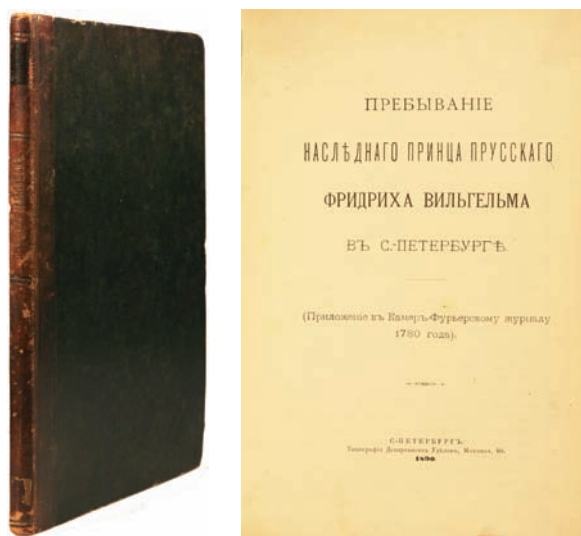 ПРЕБЫВАНІЕ
НАСЛѢДНАГО ПРИНЦА ПРУССКАГО
ФРИДРИХА ВИЛЬГЕЛЬМА
ВЪ С.-ПЕТЕРБУРГѢ.
(Приложеніе къ Камеръ-Фурьерскому журналу
1780 года).
С-ПЕТЕРБУРГЪ.
Типографія Департамента Удѣловъ, Моховая, 40.
1890.